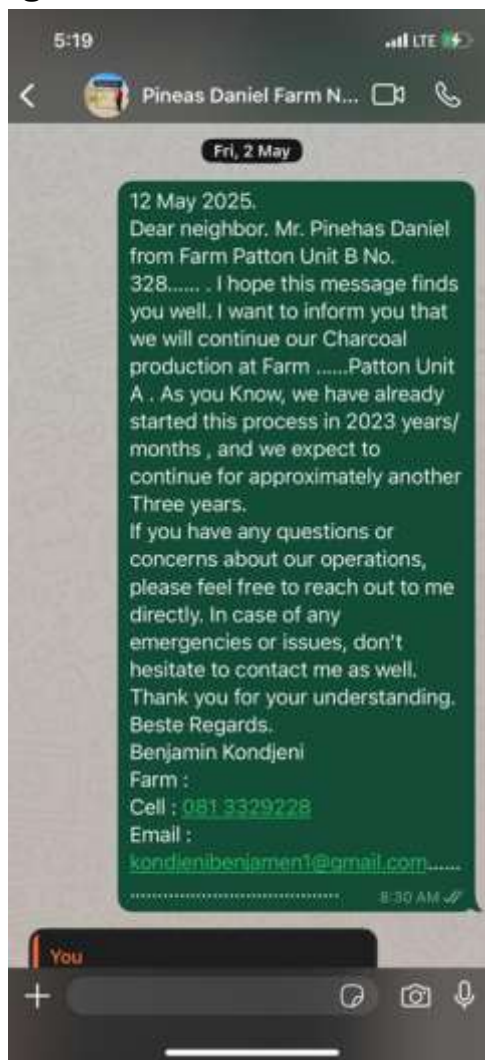 5:19
LTE
Pineas Daniel Farm N...
Fri, 2 May
12 May 2025.
Dear neighbor. Mr. Pinehas Daniel
from Farm Patton Unit B No.
328...... . I hope this message finds
you well. I want to inform you that
we will continue our Charcoal
production at Farm ......Patton Unit
A . As you Know, we have already
started this process in 2023 years/
months , and we expect to
continue for approximately another
Three years.
If you have any questions or
concerns about our operations,
please feel free to reach out to me
directly. In case of any
emergencies or issues, don't
hesitate to contact me as well.
Thank you for your understanding.
Beste Regards.
Benjamin Kondjeni
Farm :
Cell : 081 3329228
Email :
kondjenibenjamen1@gmail.com......
.......................................
8:30 AM
You